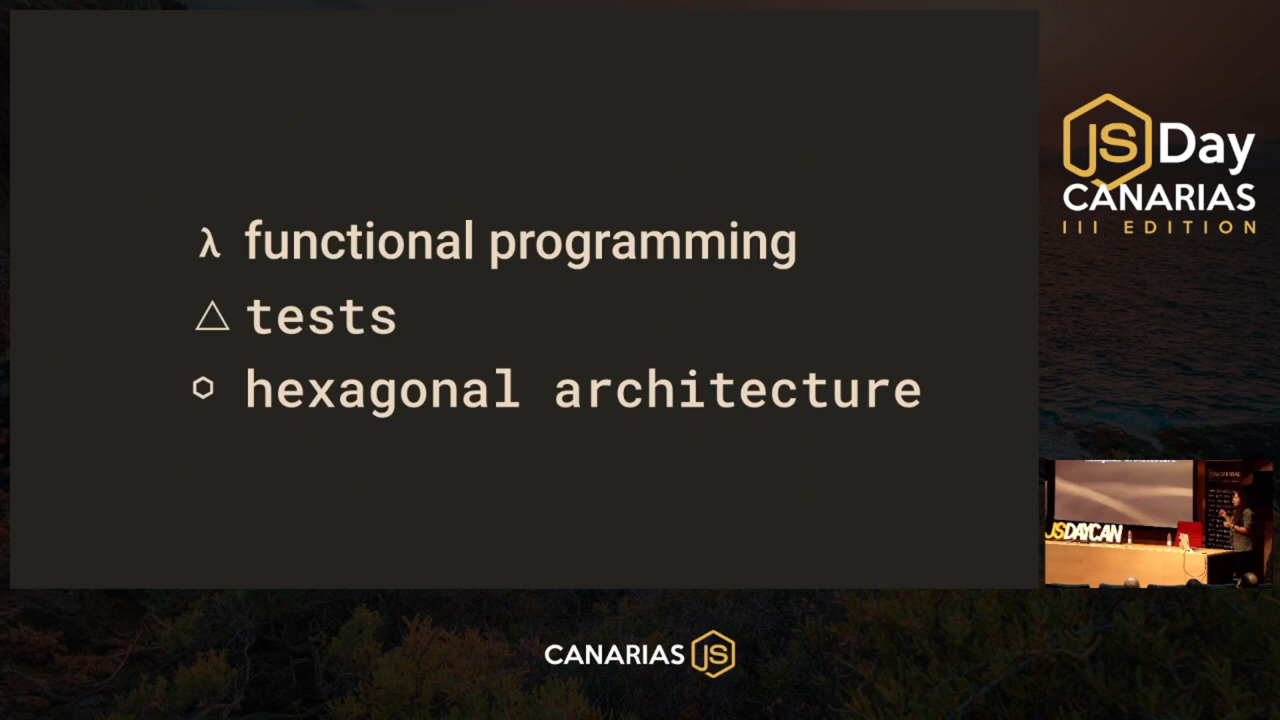 λ functional programming
△ tests
⬡ hexagonal architecture
JS Day
CANARIAS
III EDITION
JSDAYCAN
CANARIAS JS